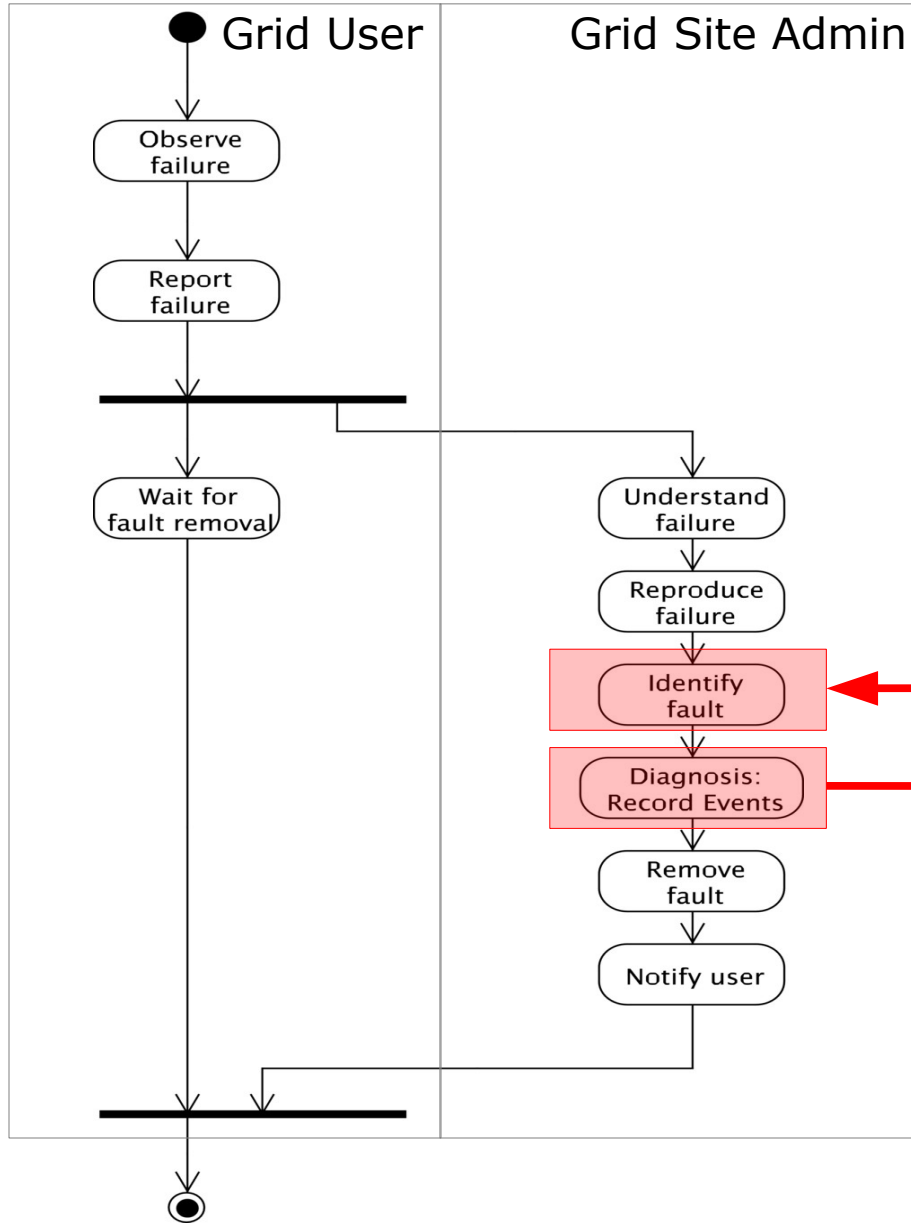 Grid User
Grid Site Admin
Observe
failure
Report
failure
Wait for
fault removal
Understand
failure
Reproduce
failure
Identify
fault
Diagnosis:
Record Events
Remove
fault
Notify user